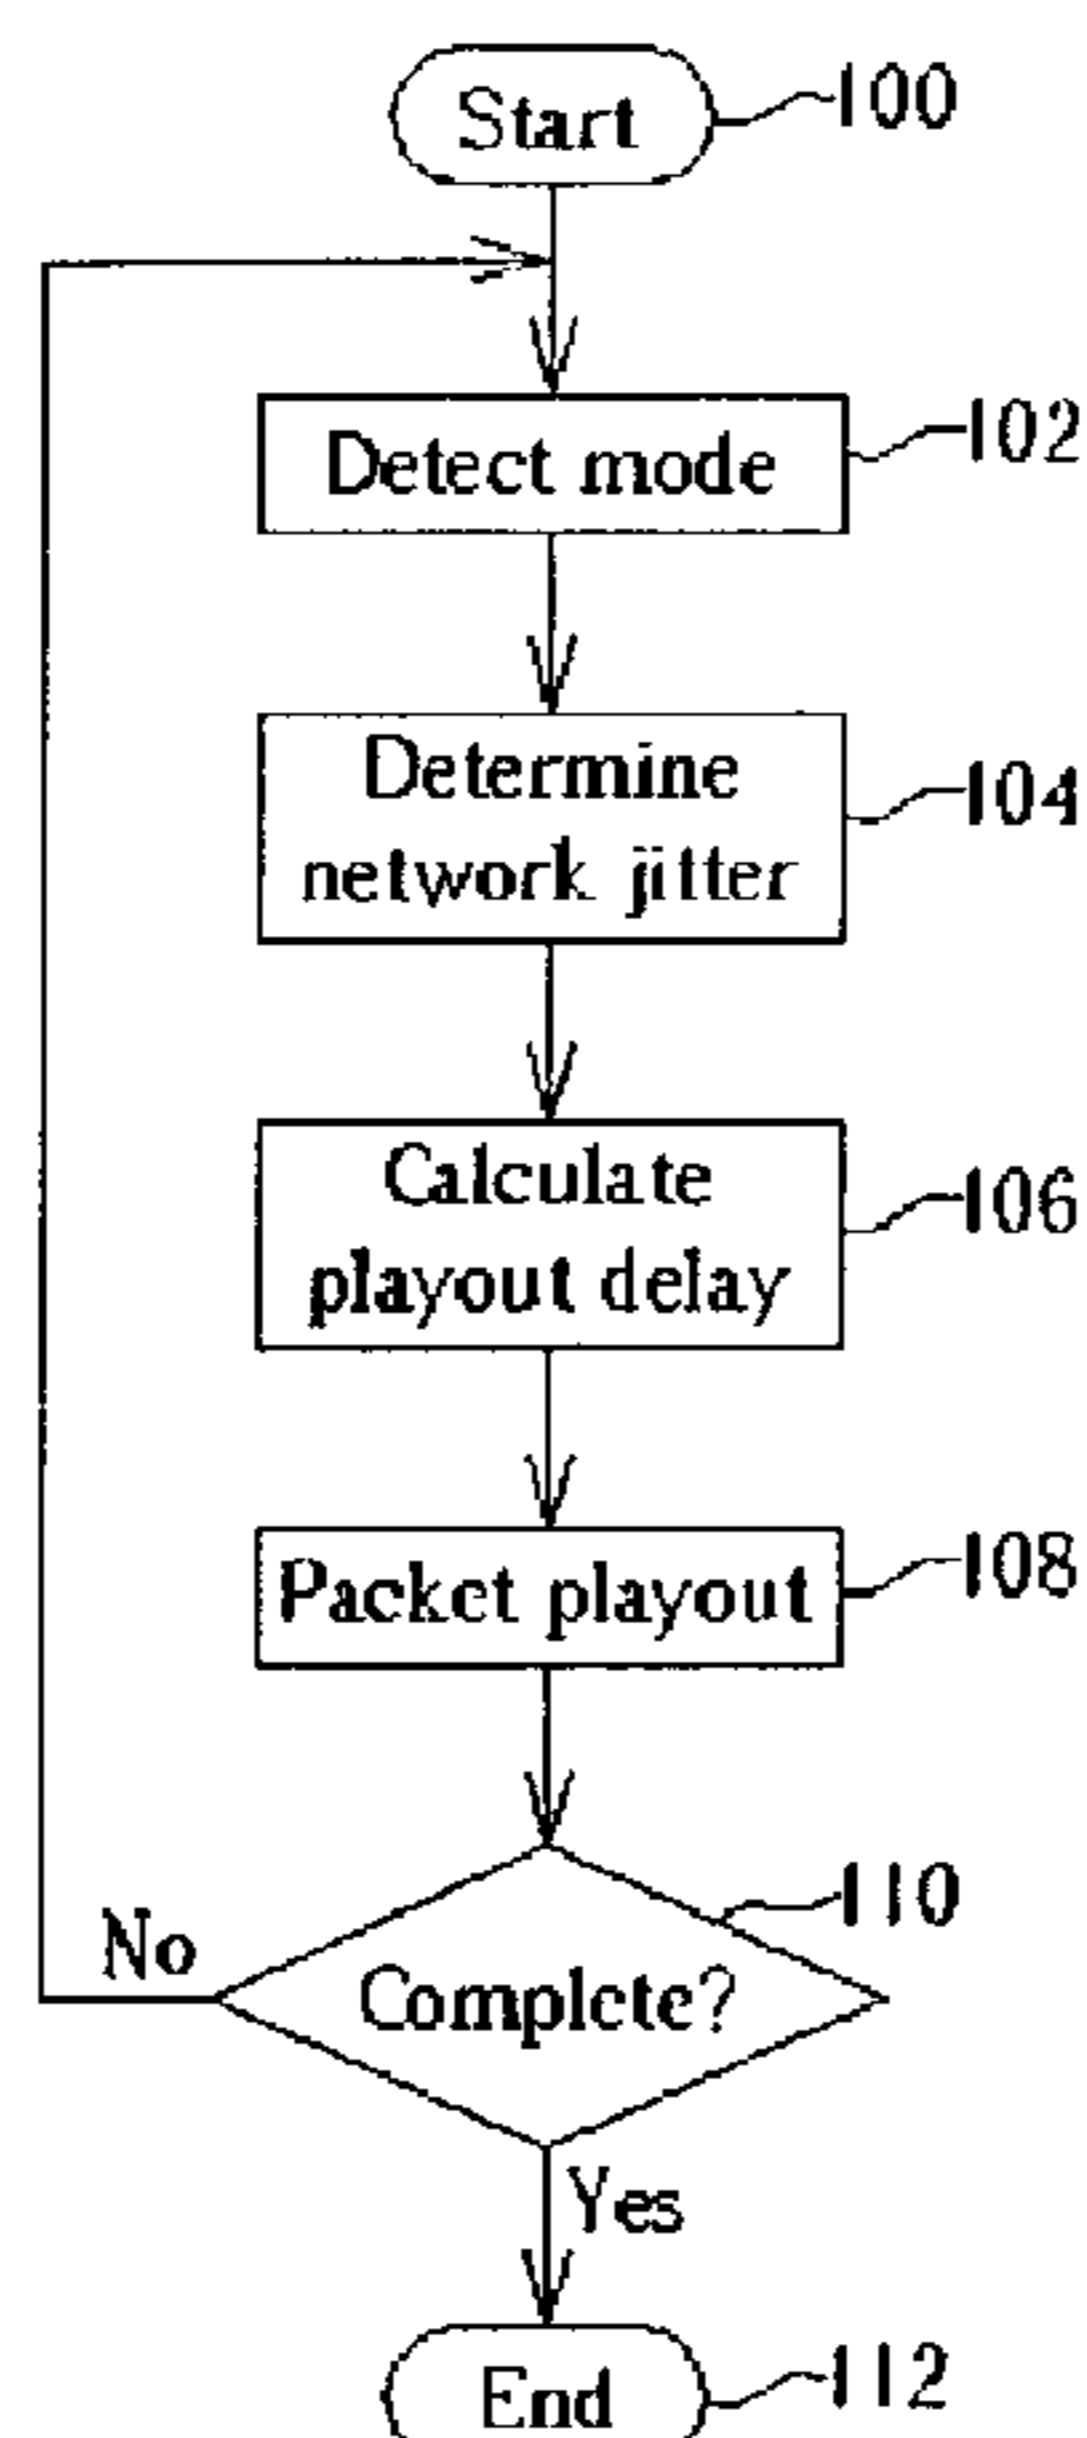 Start
100
Detect mode
102
Determine
network jitter
104
Calculate
playout delay
106
Packet playout
108
110
No
Complete?
Yes
End
112